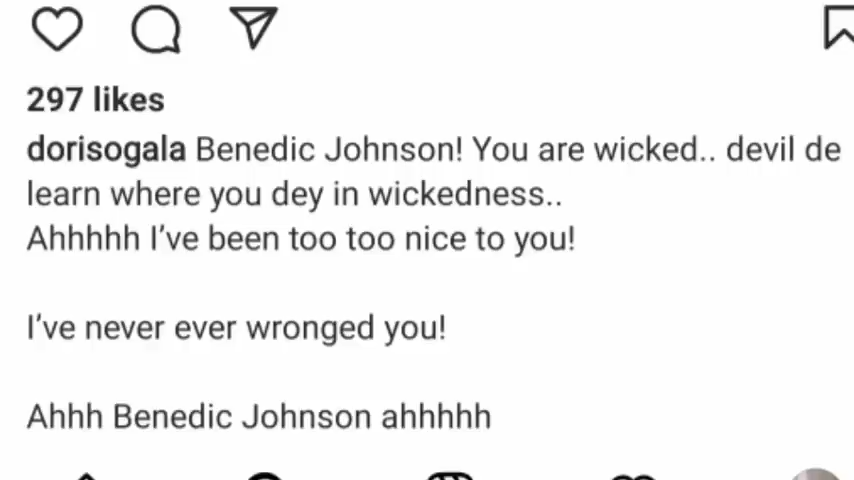 297 likes
dorisogala Benedic Johnson! You are wicked.. devil de
learn where you dey in wickedness..
Ahhhhh I’ve been too too nice to you!
I’ve never ever wronged you!
Ahhh Benedic Johnson ahhhhh